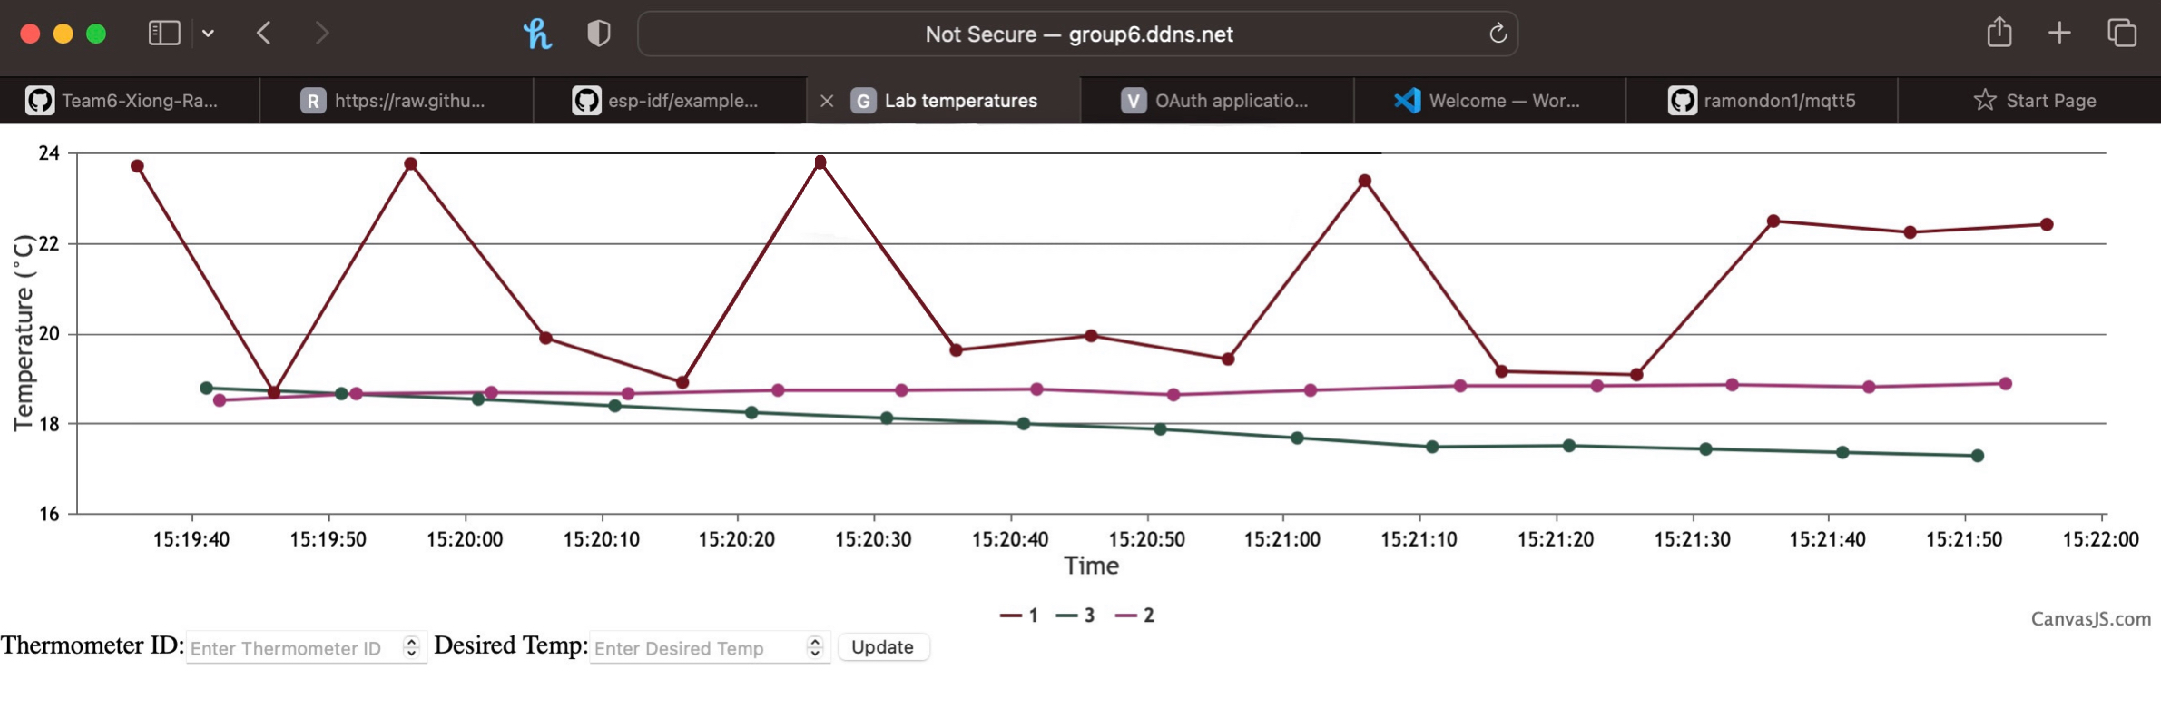 Not Secure — group6.ddns.net
Team6-Xiong-Ra...
R https://raw.githu...
esp-idf/example...
G Lab temperatures
V OAuth applicatio...
Welcome — Wor...
ramondon1/mqtt5
Start Page
24
22
20
18
16
Temperature (°C)
15:19:40 15:19:50 15:20:00 15:20:10 15:20:20 15:20:30 15:20:40 15:20:50 15:21:00 15:21:10 15:21:20 15:21:30 15:21:40 15:21:50 15:22:00
Time
1 3 2
CanvasJS.com
Thermometer ID: Enter Thermometer ID Desired Temp: Enter Desired Temp Update